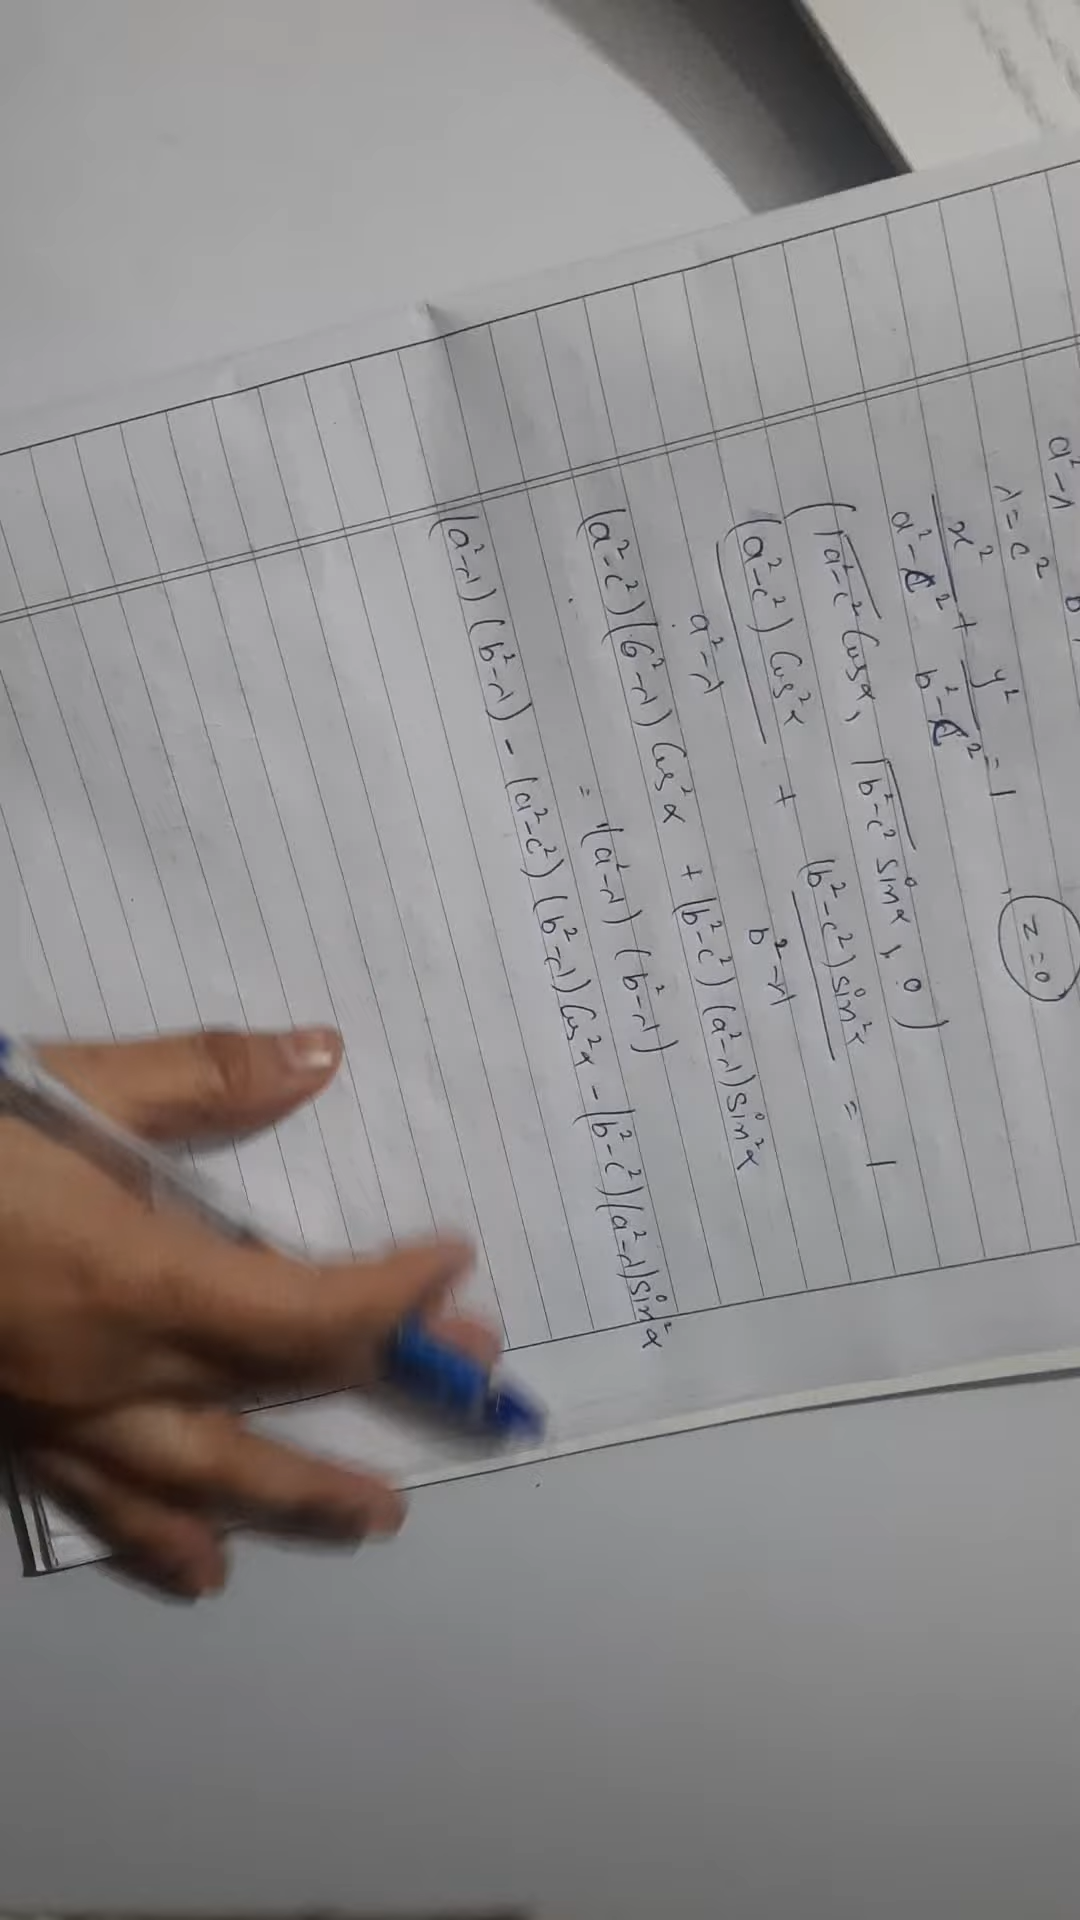 a²-λ b
λ = c²
x²/(a²-c²) + y²/(b²-c²) = 1, z=0
(√(a²-c²) cosα, √(b²-c²) sinα, 0)
(a²-c²) cos²α/(a²-λ) + (b²-c²) sin²α/(b²-λ) = 1
(a²-c²)(b²-λ) cos²α + (b²-c²)(a²-λ) sin²α
= (a²-λ)(b²-λ)
(a²-λ)(b²-λ) - (a²-c²)(b²-λ) cos²α - (b²-c²)(a²-λ) sin²α